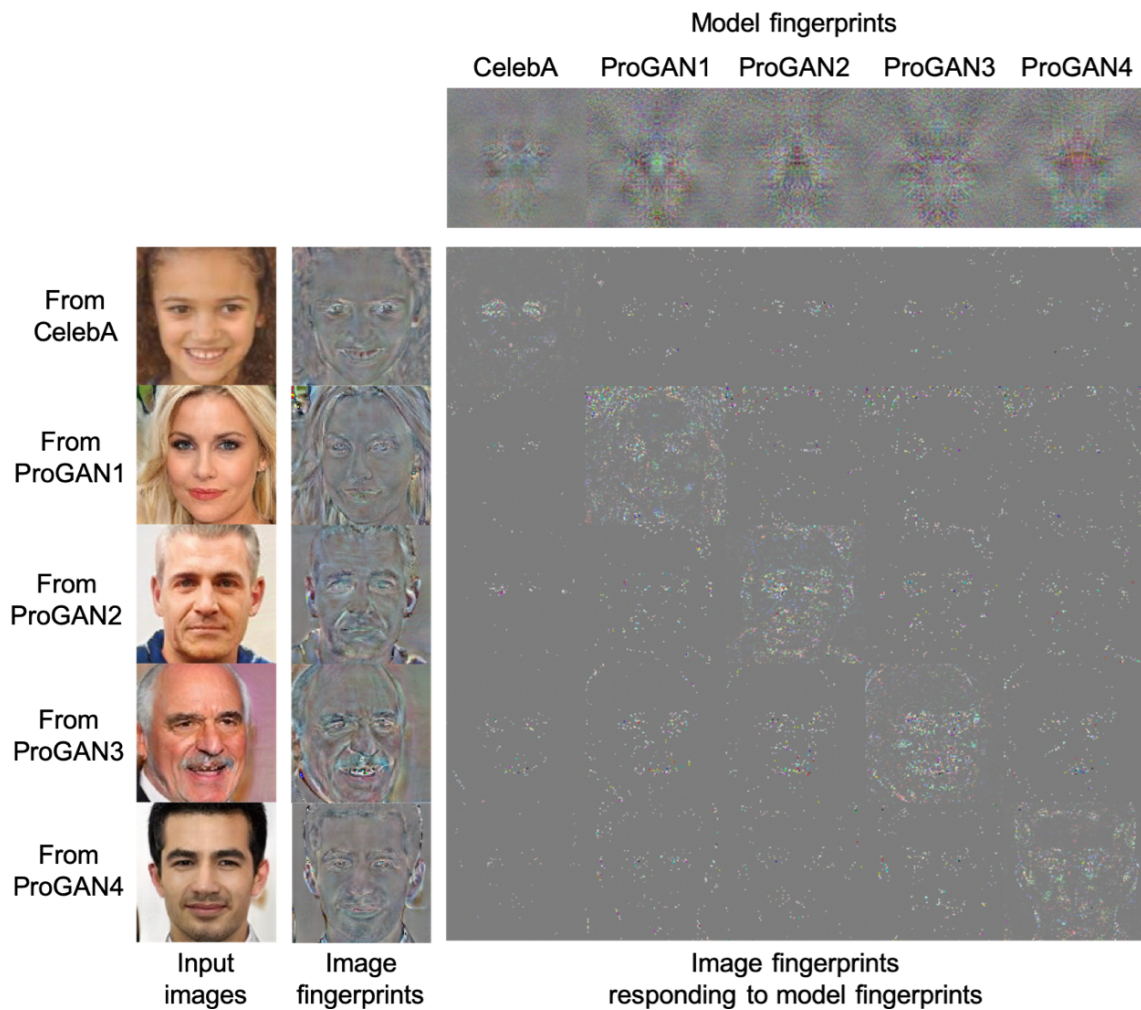 Model fingerprints
CelebA ProGAN1 ProGAN2 ProGAN3 ProGAN4
From
CelebA
From
ProGAN1
From
ProGAN2
From
ProGAN3
From
ProGAN4
Input
images
Image
fingerprints
Image fingerprints
responding to model fingerprints